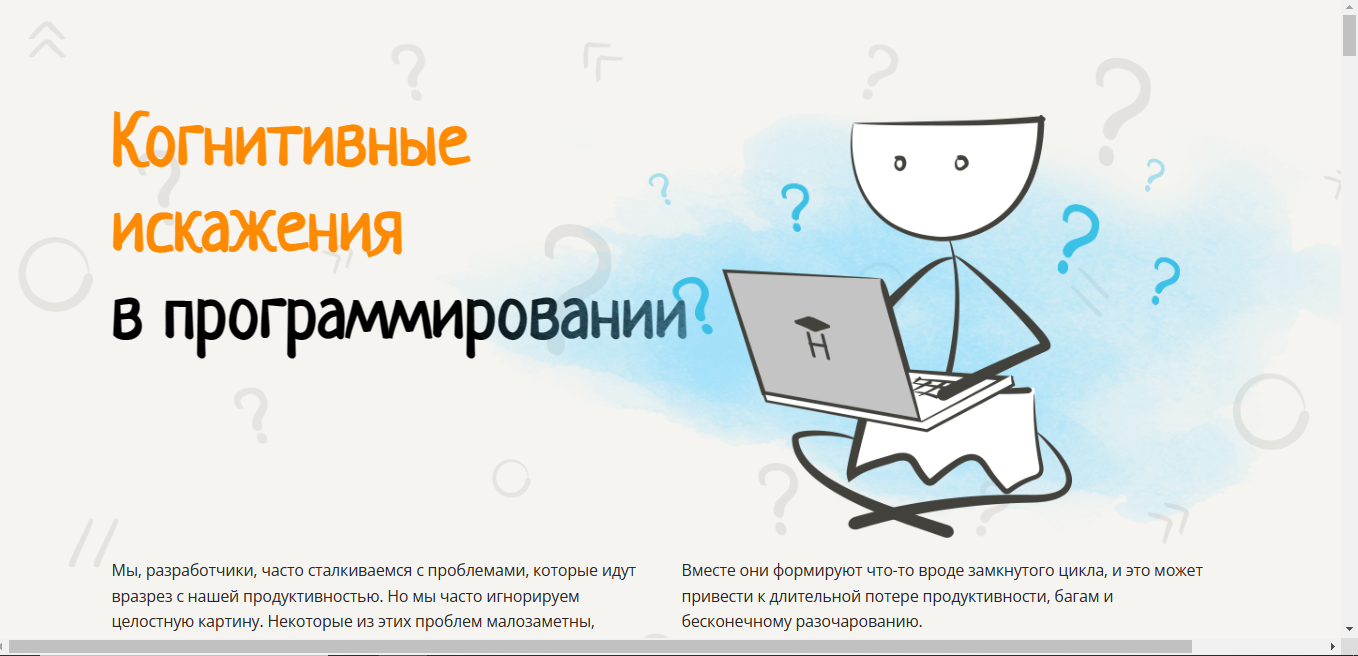 Когнитивные
искажения
в программировании
H
Мы, разработчики, часто сталкиваемся с проблемами, которые идут
вразрез с нашей продуктивностью. Но мы часто игнорируем
целостную картину. Некоторые из этих проблем малозаметны,
Вместе они формируют что-то вроде замкнутого цикла, и это может
привести к длительной потере продуктивности, багам и
бесконечному разочарованию.